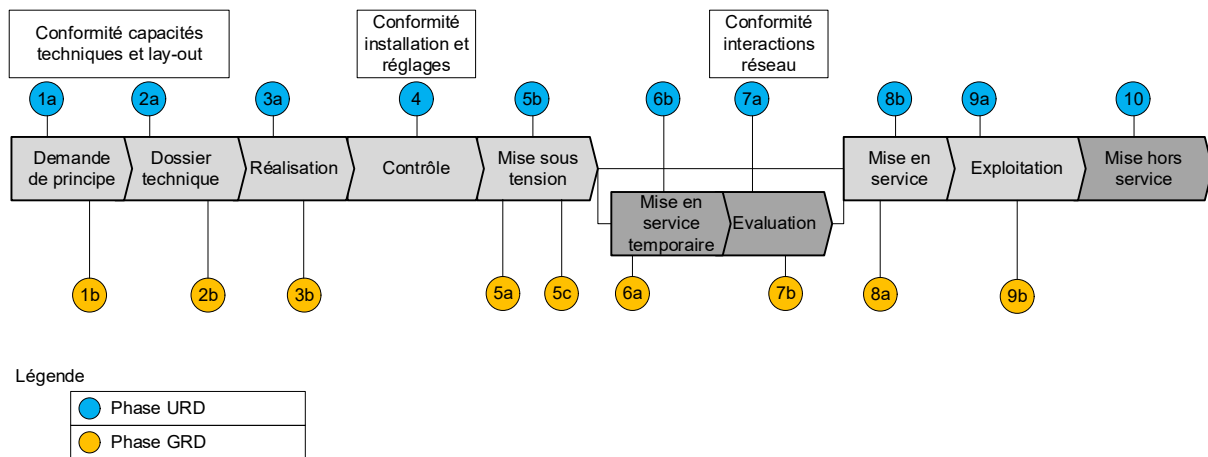 Conformité capacités
techniques et lay-out
Conformité
installation et
réglages
Conformité
interactions
réseau
1a
2a
3a
4
5b
6b
7a
8b
9a
10
Demande
de principe
Dossier
technique
Réalisation
Contrôle
Mise sous
tension
Mise en
service
temporaire
Evaluation
Mise en
service
Exploitation
Mise hors
service
1b
2b
3b
5a
5c
6a
7b
8a
9b
Légende
Phase URD
Phase GRD